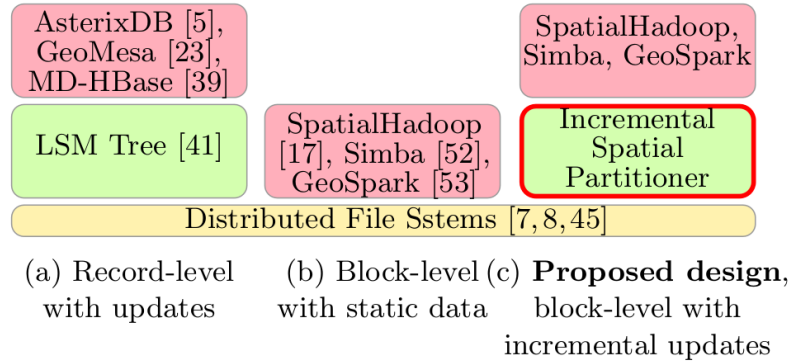 AsterixDB [5],
GeoMesa [23],
MD-HBase [39]
LSM Tree [41]
SpatialHadoop
[17], Simba [52],
GeoSpark [53]
SpatialHadoop,
Simba, GeoSpark
Incremental
Spatial
Partitioner
Distributed File Sstems [7, 8, 45]
(a) Record-level
with updates
(b) Block-level
with static data
(c) Proposed design,
block-level with
incremental updates